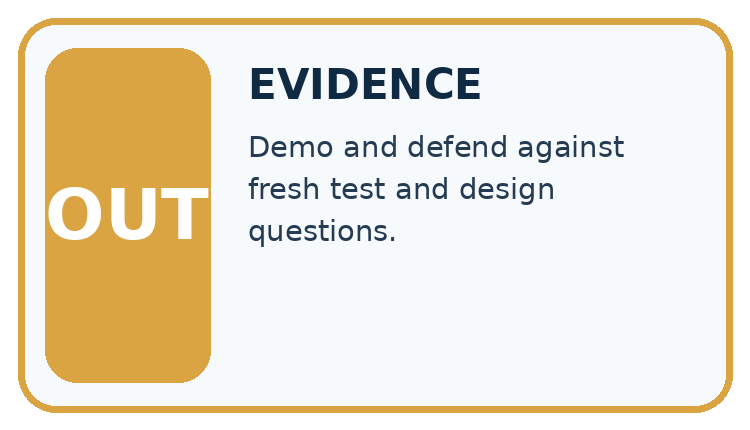 OUT
EVIDENCE
Demo and defend against
fresh test and design
questions.